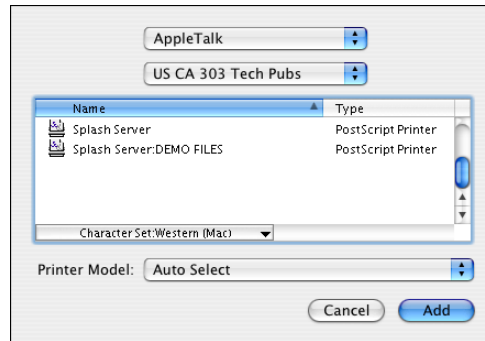 AppleTalk
US CA 303 Tech Pubs
Name Type
Splash Server PostScript Printer
Splash Server:DEMO FILES PostScript Printer
Character Set:Western (Mac)
Printer Model: Auto Select
Cancel Add